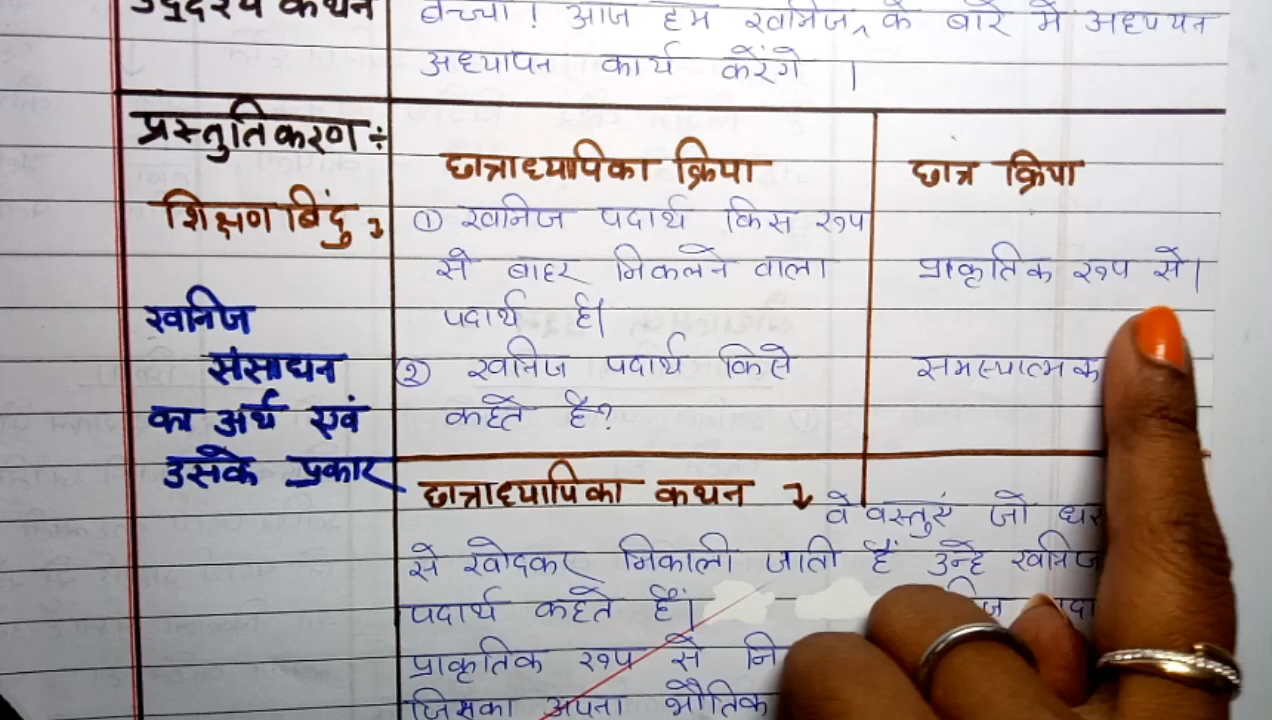 उद्देश्य कथन
बच्चों! आज हम खनिज के बारे में अध्ययन
अध्यापन कार्य करेंगे ।
प्रस्तुतिकरण ÷
शिक्षण बिंदु
खनिज
संसाधन
का अर्थ एवं
उसके प्रकार
छात्राध्यापिका क्रिया
① खनिज पदार्थ किस रूप
से बाहर निकलने वाला
पदार्थ है।
② खनिज पदार्थ किसे
कहते है?
छात्र क्रिया
प्राकृतिक रूप से।
समस्यात्मक
छात्राध्यापिका कथन
वे वस्तुएं जो
से खोदकर निकाली जाती हैं उन्हे खनिज
पदार्थ कहते हैं।
प्राकृतिक रूप से
जिसका अपना भौतिक